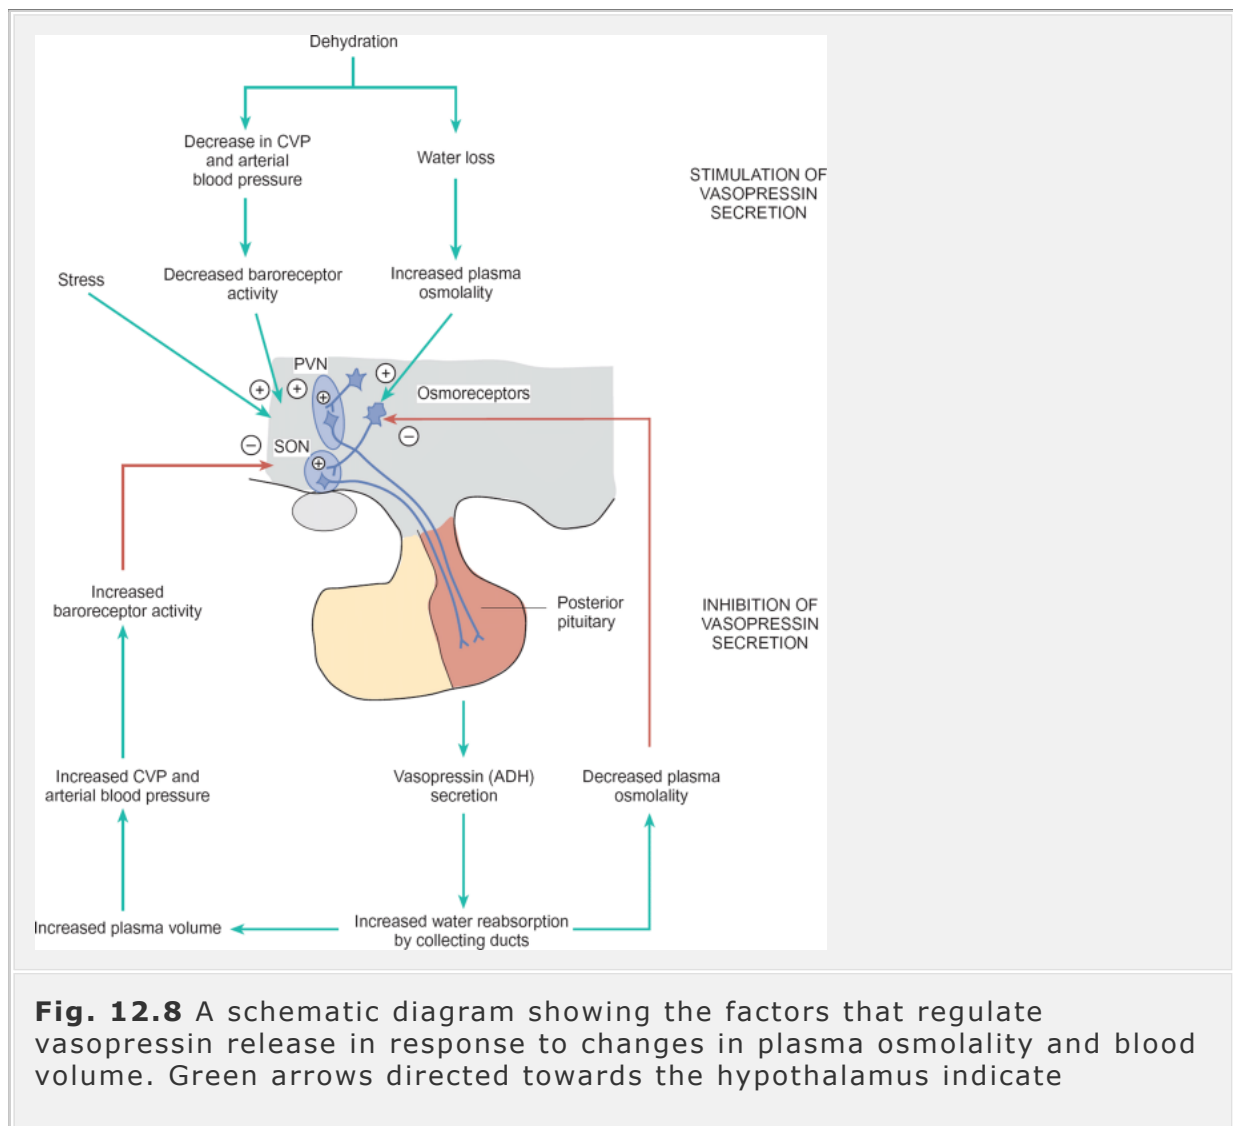 Dehydration
Decrease in CVP
and arterial
blood pressure
Water loss
STIMULATION OF
VASOPRESSIN
SECRETION
Stress
Decreased baroreceptor
activity
Increased plasma
osmolality
PVN
+
+
+
+
Osmoreceptors
−
−
SON
+
Increased
baroreceptor activity
Posterior
pituitary
INHIBITION OF
VASOPRESSIN
SECRETION
Increased CVP and
arterial blood pressure
Vasopressin (ADH)
secretion
Decreased plasma
osmolality
Increased plasma volume
Increased water reabsorption
by collecting ducts
Fig. 12.8 A schematic diagram showing the factors that regulate
vasopressin release in response to changes in plasma osmolality and blood
volume. Green arrows directed towards the hypothalamus indicate